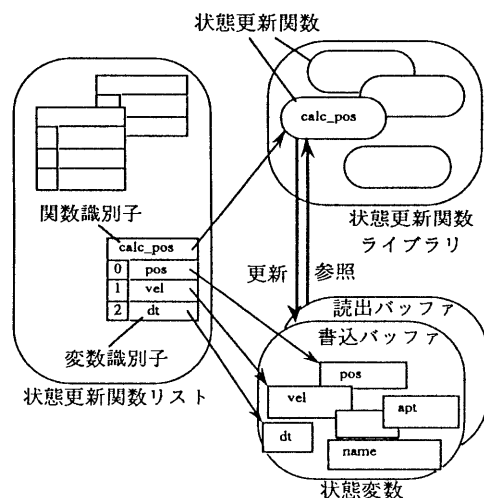 状態更新関数
calc_pos
状態更新関数
ライブラリ
関数識別子
calc_pos
0 pos
1 vel
2 dt
変数識別子
状態更新関数リスト
更新 参照
読出バッファ
書込バッファ
pos
vel
apt
dt
name
状態変数